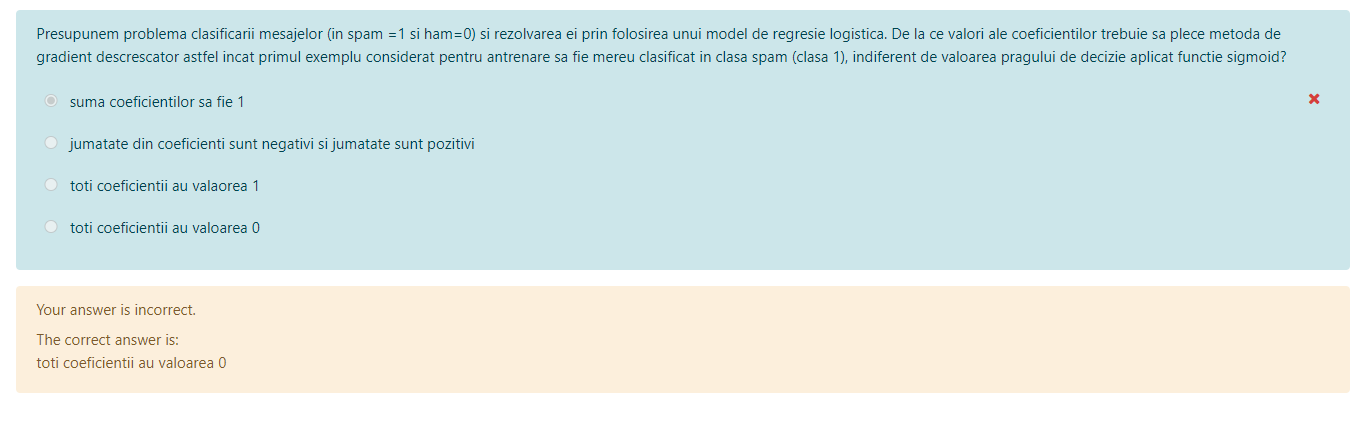 Presupunem problema clasificarii mesajelor (in spam =1 si ham=0) si rezolvarea ei prin folosirea unui model de regresie logistica. De la ce valori ale coeficientilor trebuie sa plece metoda de
gradient descrescator astfel incat primul exemplu considerat pentru antrenare sa fie mereu clasificat in clasa spam (clasa 1), indiferent de valoarea pragului de decizie aplicat functie sigmoid?
suma coeficientilor sa fie 1
jumatate din coeficienti sunt negativi si jumatate sunt pozitivi
toti coeficientii au valaorea 1
toti coeficientii au valoarea 0
Your answer is incorrect.
The correct answer is:
toti coeficientii au valoarea 0